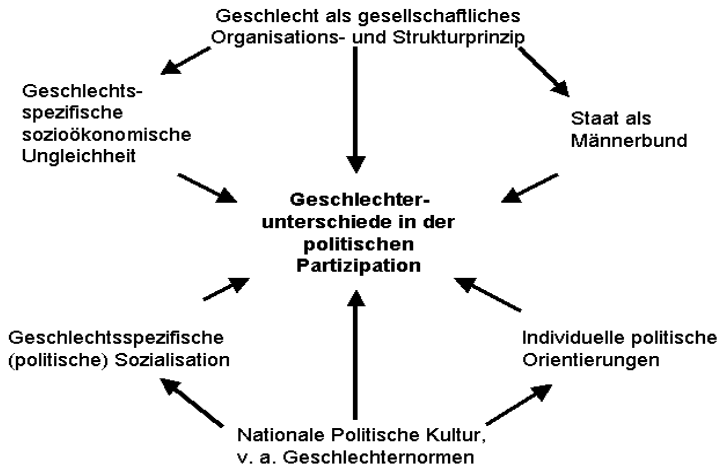 Geschlecht als gesellschaftliches
Organisations- und Strukturprinzip
Geschlechts-
spezifische
sozioökonomische
Ungleichheit
Staat als
Männerbund
Geschlechter-
unterschiede in der
politischen
Partizipation
Geschlechtsspezifische
(politische) Sozialisation
Individuelle politische
Orientierungen
Nationale Politische Kultur,
v. a. Geschlechternormen